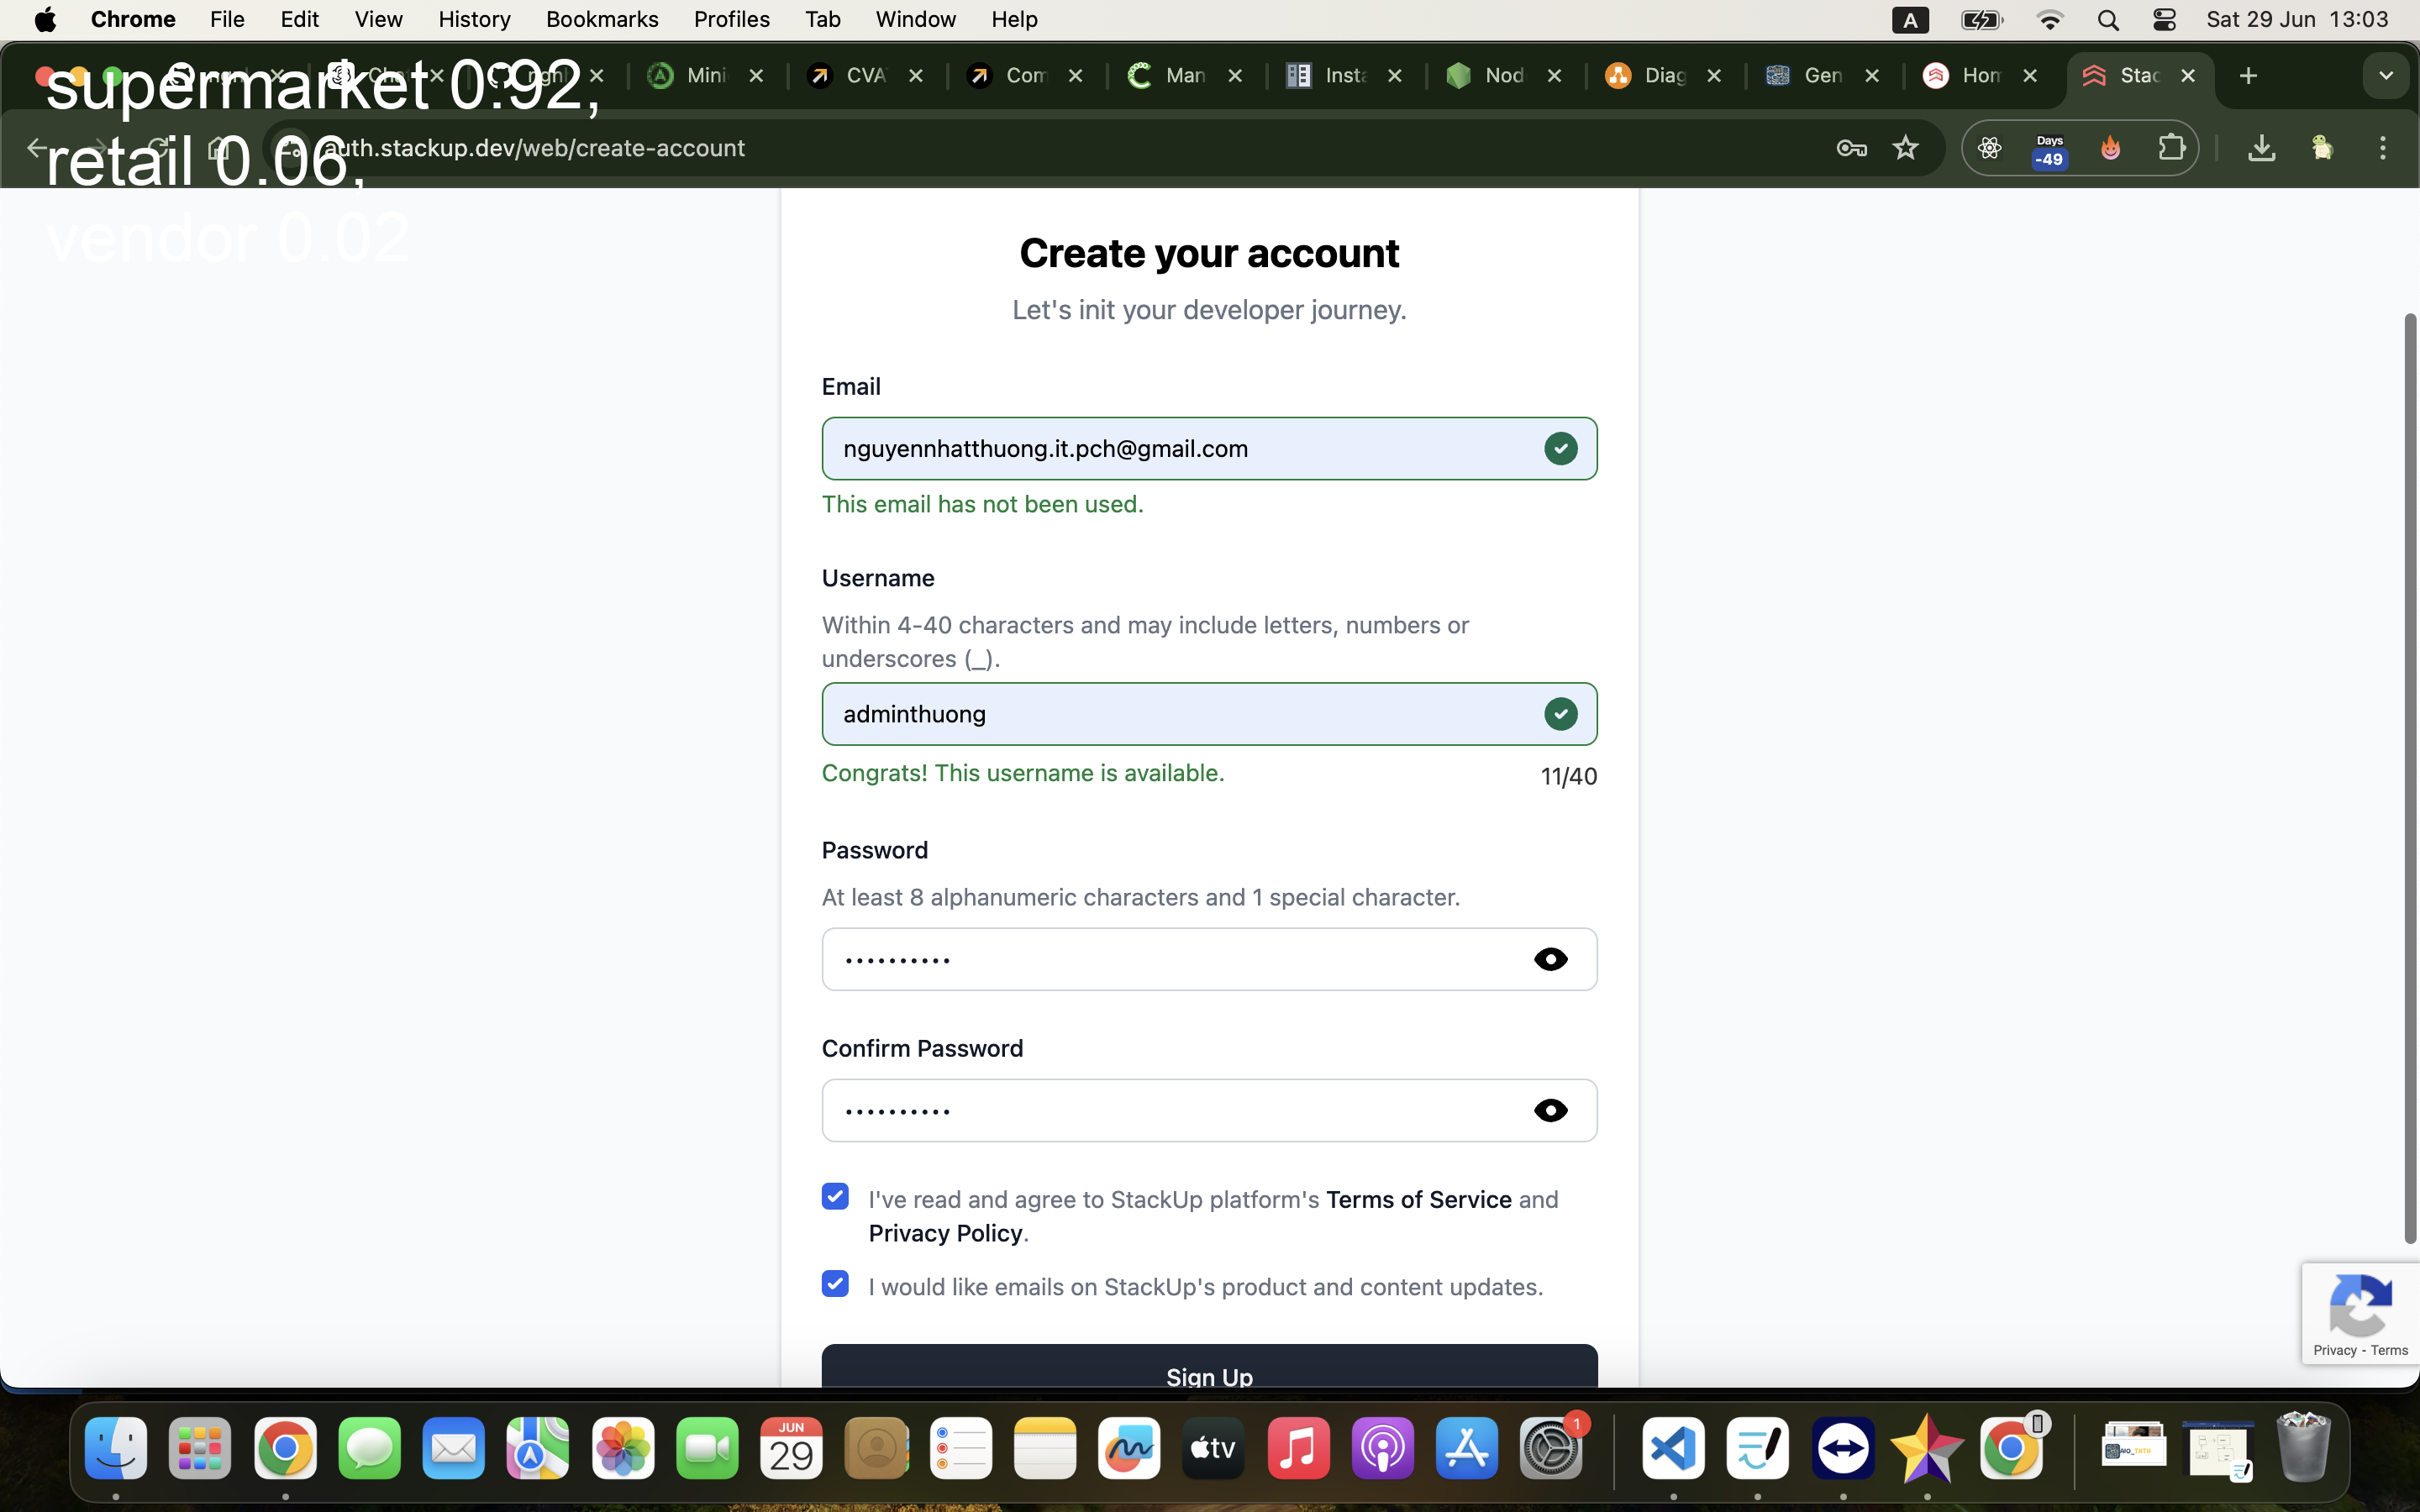 Chrome File Edit View History Bookmarks Profiles Tab Window Help A Sat 29 Jun 13:03
supermarket 0.92,
Mini CVA Com Man Insta Nod Diag Gen Hom Stac
retail 0.06,
auth.stackup.dev/web/create-account Days -49
vendor 0.02
Create your account
Let's init your developer journey.
Email
nguyennhatthuong.it.pch@gmail.com
This email has not been used.
Username
Within 4-40 characters and may include letters, numbers or
underscores (_).
adminthuong
Congrats! This username is available. 11/40
Password
At least 8 alphanumeric characters and 1 special character.
Confirm Password
I've read and agree to StackUp platform's Terms of Service and
Privacy Policy.
I would like emails on StackUp's product and content updates.
Sign Up
Privacy - Terms
JUN
29
tv
1